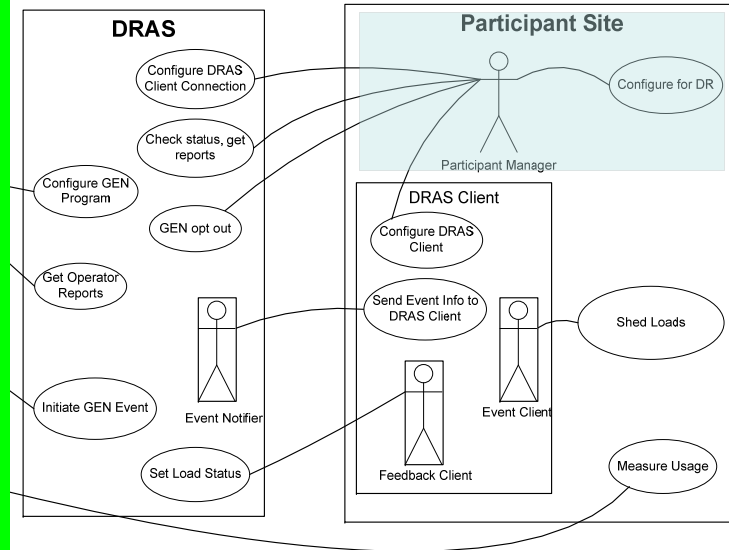 DRAS
Configure DRAS
Client Connection
Check status, get
reports
Configure GEN
Program
GEN opt out
Get Operator
Reports
Initiate GEN Event
Event Notifier
Set Load Status
Participant Site
Configure for DR
Participant Manager
DRAS Client
Configure DRAS
Client
Send Event Info to
DRAS Client
Shed Loads
Event Client
Feedback Client
Measure Usage